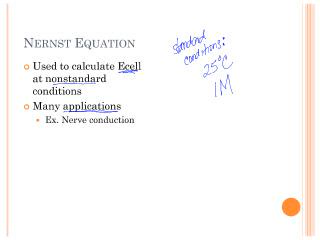 NERNST EQUATION
Used to calculate Ecell
at nonstandard
conditions
Many applications
Ex. Nerve conduction
standard
conditions:
25°C
1M